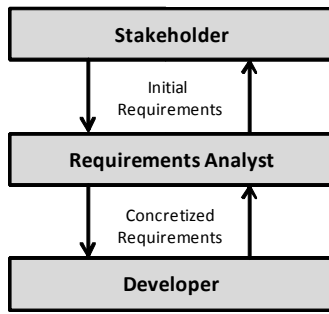 Stakeholder
Initial
Requirements
Requirements Analyst
Concretized
Requirements
Developer